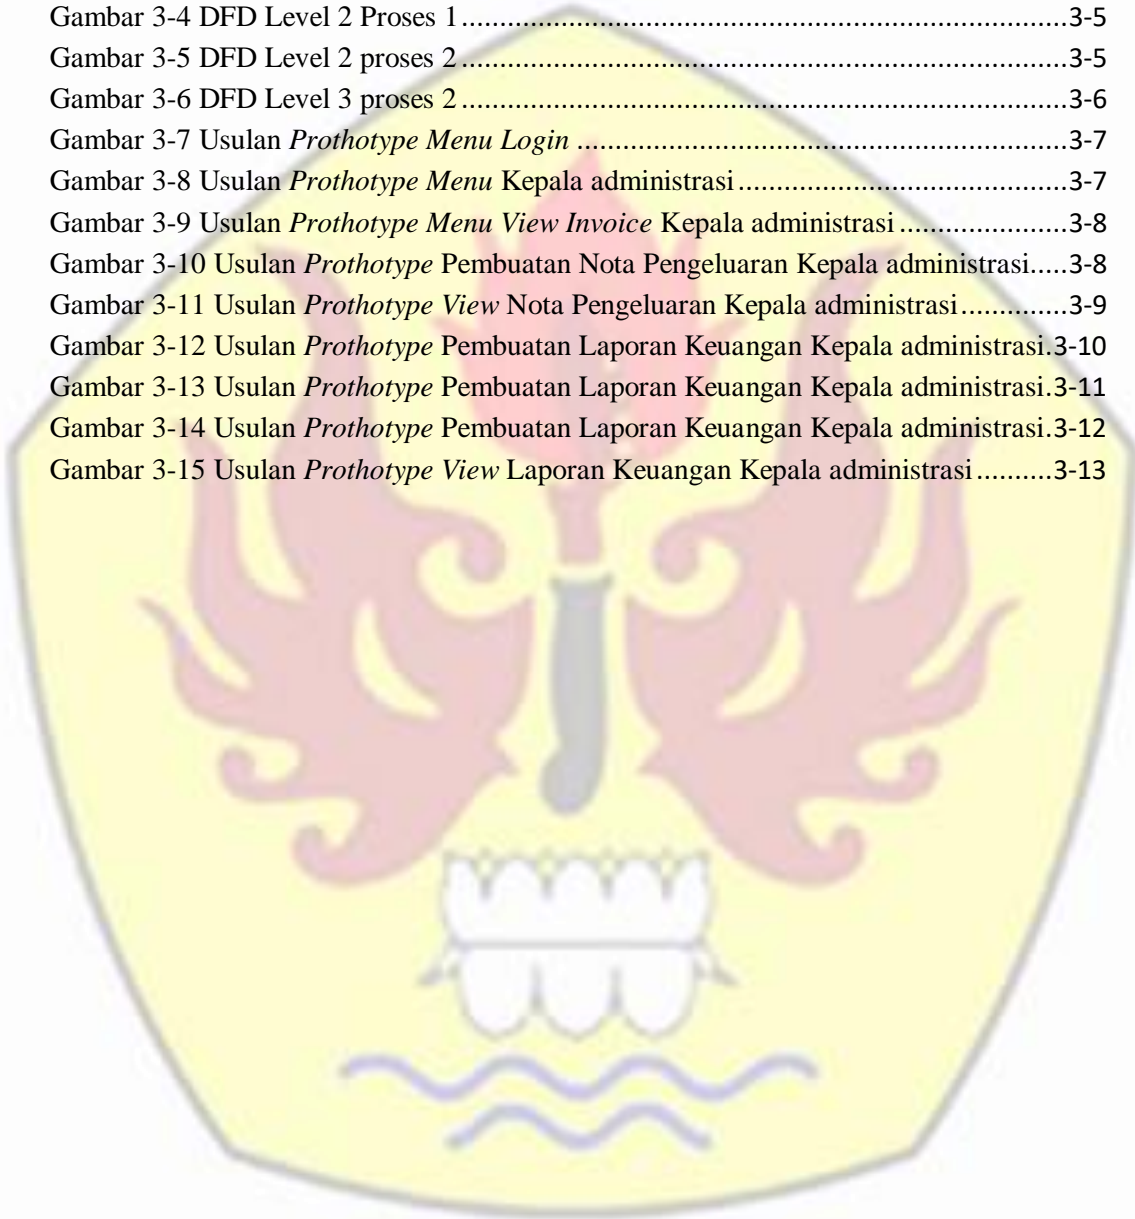 Gambar 3-4 DFD Level 2 Proses 1.......................................................................................3-5
Gambar 3-5 DFD Level 2 proses 2.......................................................................................3-5
Gambar 3-6 DFD Level 3 proses 2.......................................................................................3-6
Gambar 3-7 Usulan Prothotype Menu Login.......................................................................3-7
Gambar 3-8 Usulan Prothotype Menu Kepala administrasi...............................................3-7
Gambar 3-9 Usulan Prothotype Menu View Invoice Kepala administrasi......................3-8
Gambar 3-10 Usulan Prothotype Pembuatan Nota Pengeluaran Kepala administrasi.....3-8
Gambar 3-11 Usulan Prothotype View Nota Pengeluaran Kepala administrasi..............3-9
Gambar 3-12 Usulan Prothotype Pembuatan Laporan Keuangan Kepala administrasi.3-10
Gambar 3-13 Usulan Prothotype Pembuatan Laporan Keuangan Kepala administrasi.3-11
Gambar 3-14 Usulan Prothotype Pembuatan Laporan Keuangan Kepala administrasi.3-12
Gambar 3-15 Usulan Prothotype View Laporan Keuangan Kepala administrasi..........3-13